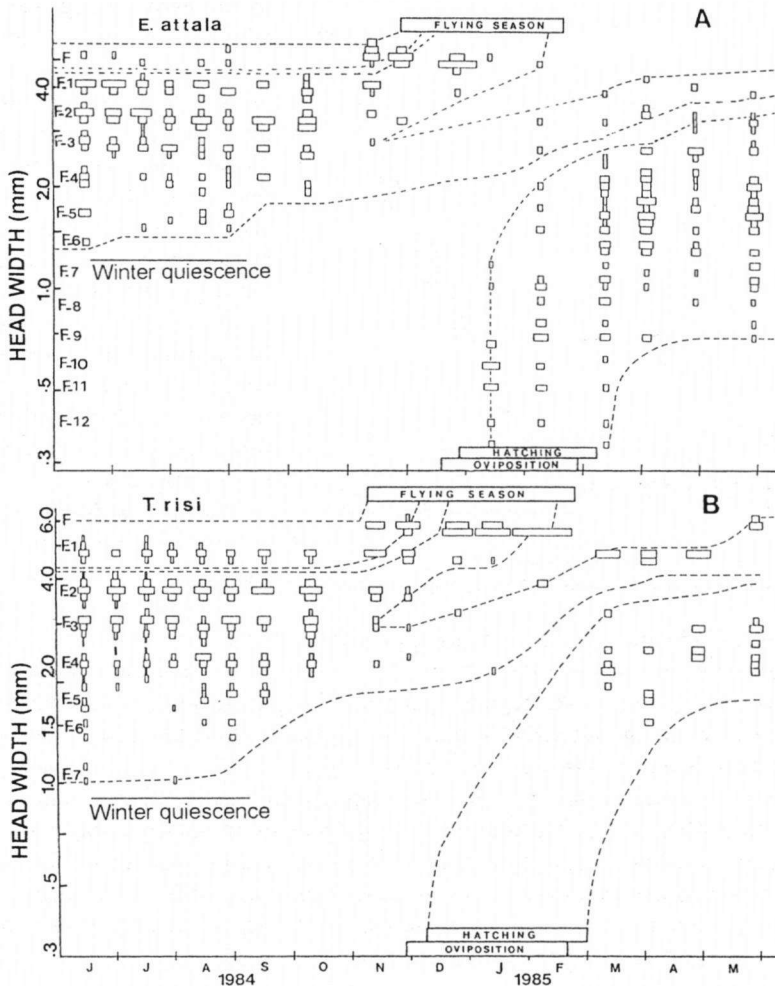 E. attala
FLYING SEASON
A
F
F-1
F-2
F-3
F-4
F-5
F-6
F-7
F-8
F-9
F-10
F-11
F-12
4.0
2.0
1.0
.5
.3
HEAD WIDTH (mm)
Winter quiescence
HATCHING
OVIPOSITION
T. risi
FLYING SEASON
B
F
F-1
F-2
F-3
F-4
F-5
F-6
F-7
6.0
4.0
2.0
1.5
1.0
.5
.3
HEAD WIDTH (mm)
Winter quiescence
HATCHING
OVIPOSITION
J J A S O N D J F M A M
1984 1985